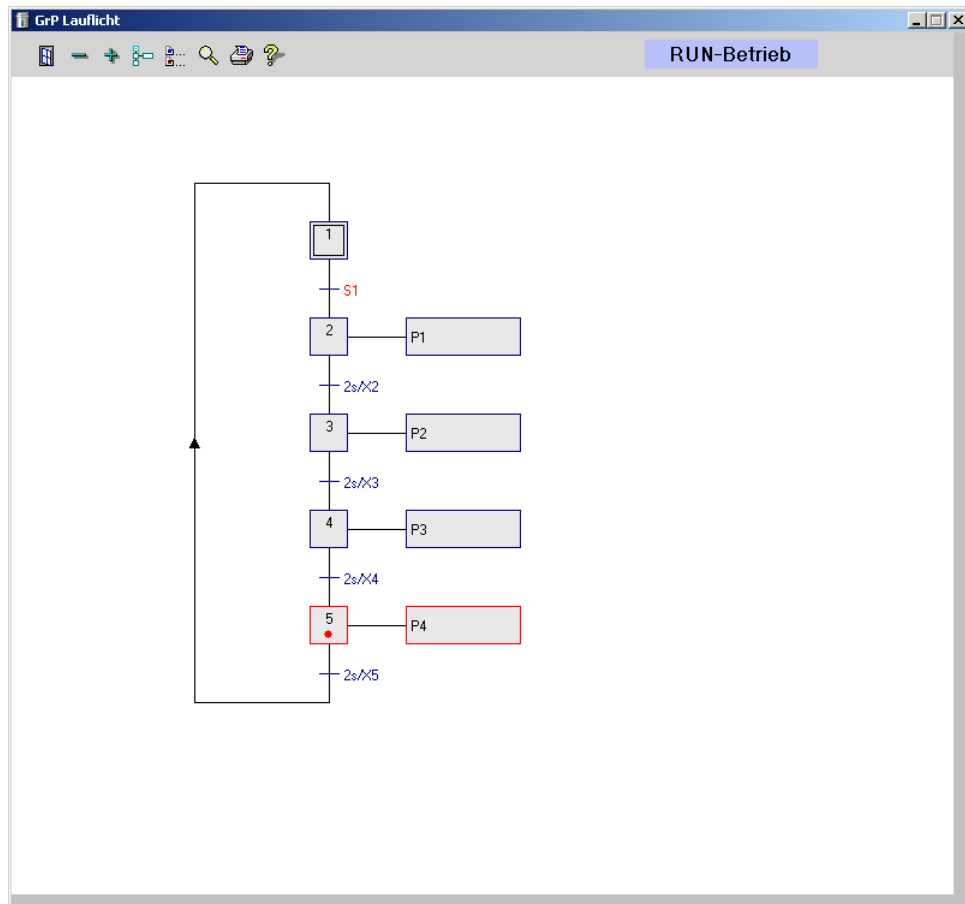 GrP Lauflicht
RUN-Betrieb
1
S1
2 P1
2s/X2
3 P2
2s/X3
4 P3
2s/X4
5 P4
2s/X5